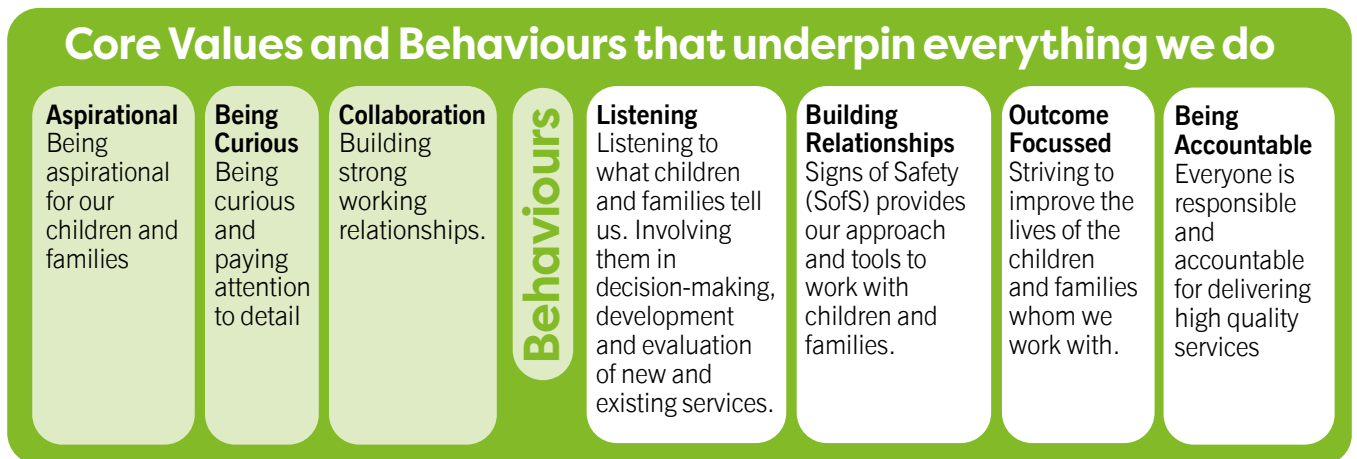 Core Values and Behaviours that underpin everything we do
Aspirational
Being
aspirational
for our
children and
families
Being
Curious
Being
curious
and
paying
attention
to detail
Collaboration
Building
strong
working
relationships.
Behaviours
Listening
Listening to
what children
and families tell
us. Involving
them in
decision-making,
development
and evaluation
of new and
existing services.
Building
Relationships
Signs of Safety
(SofS) provides
our approach
and tools to
work with
children and
families.
Outcome
Focussed
Striving to
improve the
lives of the
children
and families
whom we
work with.
Being
Accountable
Everyone is
responsible
and
accountable
for delivering
high quality
services